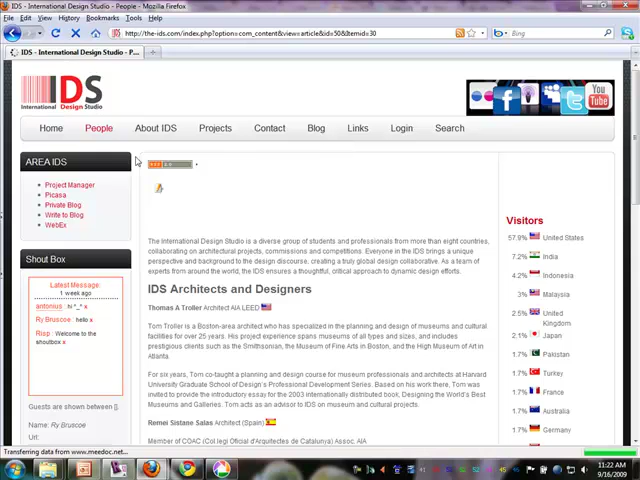 IDS - International Design Studio - People - Mozilla Firefox
File Edit View History Bookmarks Tools Help
http://the-ids.com/index.php?option=com_content&view=article&id=50&Itemid=30
Bing
IDS - International Design Studio - P...
IDS
International Design Studio
You Tube
Home People About IDS Projects Contact Blog Links Login Search
AREA IDS
Project Manager
Picasa
Private Blog
Write to Blog
WebEx
Shout Box
Latest Message:
1 week ago
antonius: hi ^_^ x
Ry Bruscoe: hello x
Risp: Welcome to the
shoutbox x
Guests are shown between [].
Name: Ry Bruscoe
Url:
The International Design Studio is a diverse group of students and professionals from more than eight countries,
collaborating on architectural projects, commissions and competitions. Everyone in the IDS brings a unique
perspective and background to the design discourse, creating a truly global design collaborative. As a team of
experts from around the world, the IDS ensures a thoughtful, critical approach to dynamic design efforts.
IDS Architects and Designers
Thomas A Troller Architect AIA LEED
Tom Troller is a Boston-area architect who has specialized in the planning and design of museums and cultural
facilities for over 25 years. His project experience spans museums of all types and sizes, and includes
prestigious clients such as the Smithsonian, the Museum of Fine Arts in Boston, and the High Museum of Art in
Atlanta.
For six years, Tom co-taught a planning and design course for museum professionals and architects at Harvard
University Graduate School of Design's Professional Development Series. Based on his work there, Tom was
invited to provide the introductory essay for the 2003 internationally distributed book, Designing the World's Best
Museums and Galleries. Tom acts as an advisor to IDS on museum and cultural projects.
Remei Sistane Salas Architect (Spain)
Member of COAC (Col.legi Oficial d'Arquitectes de Catalunya) Assoc. AIA
Visitors
57.9% United States
7.2% India
4.2% Indonesia
3% Malaysia
2.5% United
Kingdom
2.1% Japan
1.7% Pakistan
1.7% Turkey
1.7% France
1.7% Australia
1.7% Germany
Transferring data from www.meedoc.net...
11:22 AM
9/16/2009